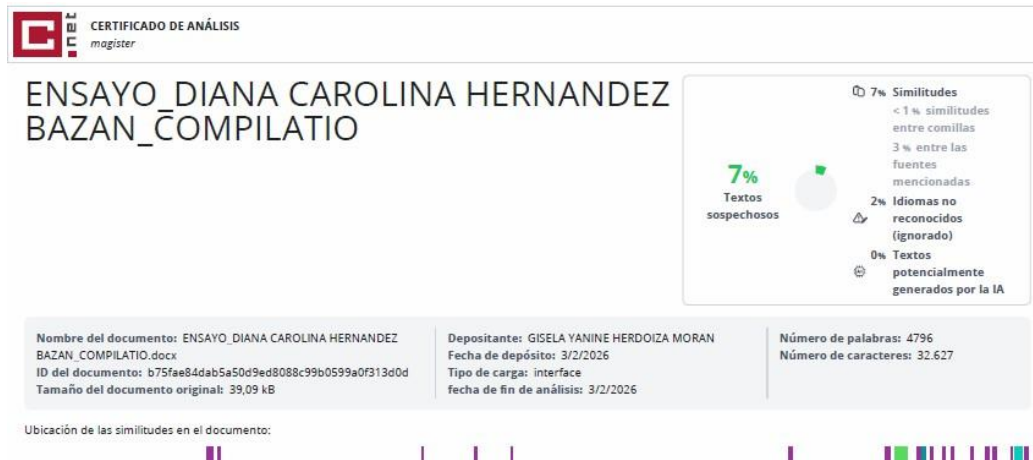 C
net
CERTIFICADO DE ANÁLISIS
magister
ENSAYO_DIANA CAROLINA HERNANDEZ
BAZAN_COMPILATIO
7%
Textos
sospechosos
7% Similitudes
< 1 % similitudes
entre comillas
3 % entre las
fuentes
mencionadas
2% Idiomas no
reconocidos
(ignorado)
0% Textos
potencialmente
generados por la IA
Nombre del documento: ENSAYO_DIANA CAROLINA HERNANDEZ
BAZAN_COMPILATIO.docx
ID del documento: b75fae84dab5a50d9ed8088c99b0599a0f313d0d
Tamaño del documento original: 39,09 kB
Depositante: GISELA YANINE HERDOIZA MORAN
Fecha de depósito: 3/2/2026
Tipo de carga: interface
fecha de fin de análisis: 3/2/2026
Número de palabras: 4796
Número de caracteres: 32.627
Ubicación de las similitudes en el documento: